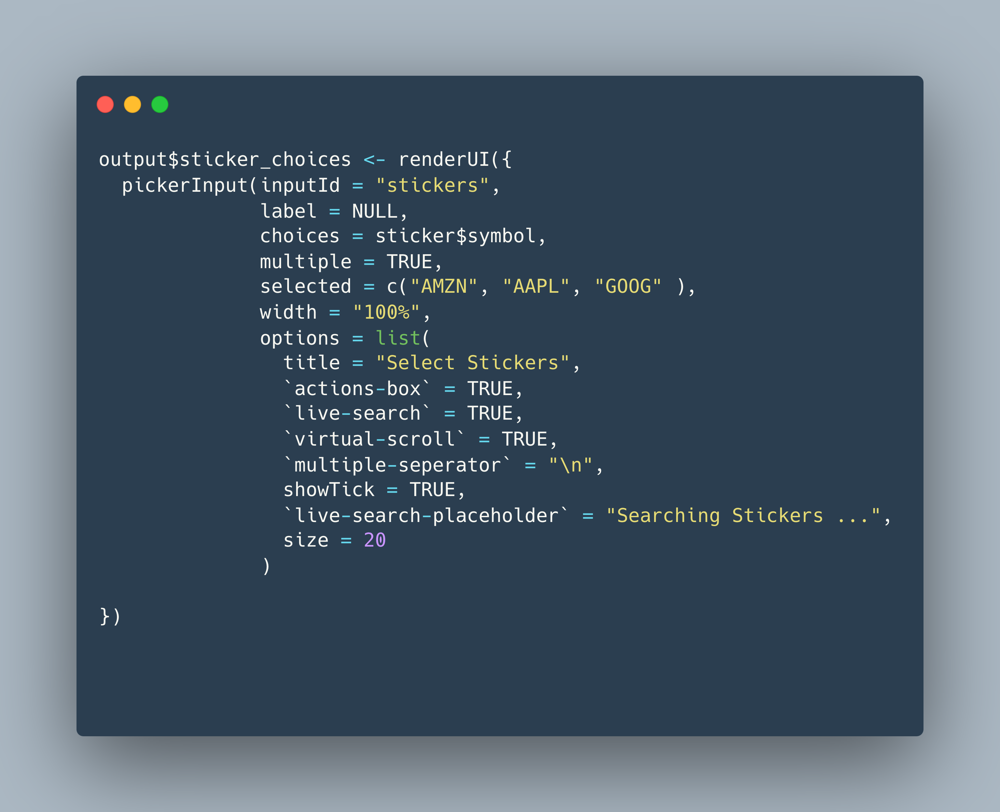 output$sticker_choices <- renderUI({
  pickerInput(inputId = "stickers",
              label = NULL,
              choices = sticker$symbol,
              multiple = TRUE,
              selected = c("AMZN", "AAPL", "GOOG" ),
              width = "100%",
              options = list(
                title = "Select Stickers",
                `actions-box` = TRUE,
                `live-search` = TRUE,
                `virtual-scroll` = TRUE,
                `multiple-seperator` = "\n",
                showTick = TRUE,
                `live-search-placeholder` = "Searching Stickers ...",
                size = 20
              )

})